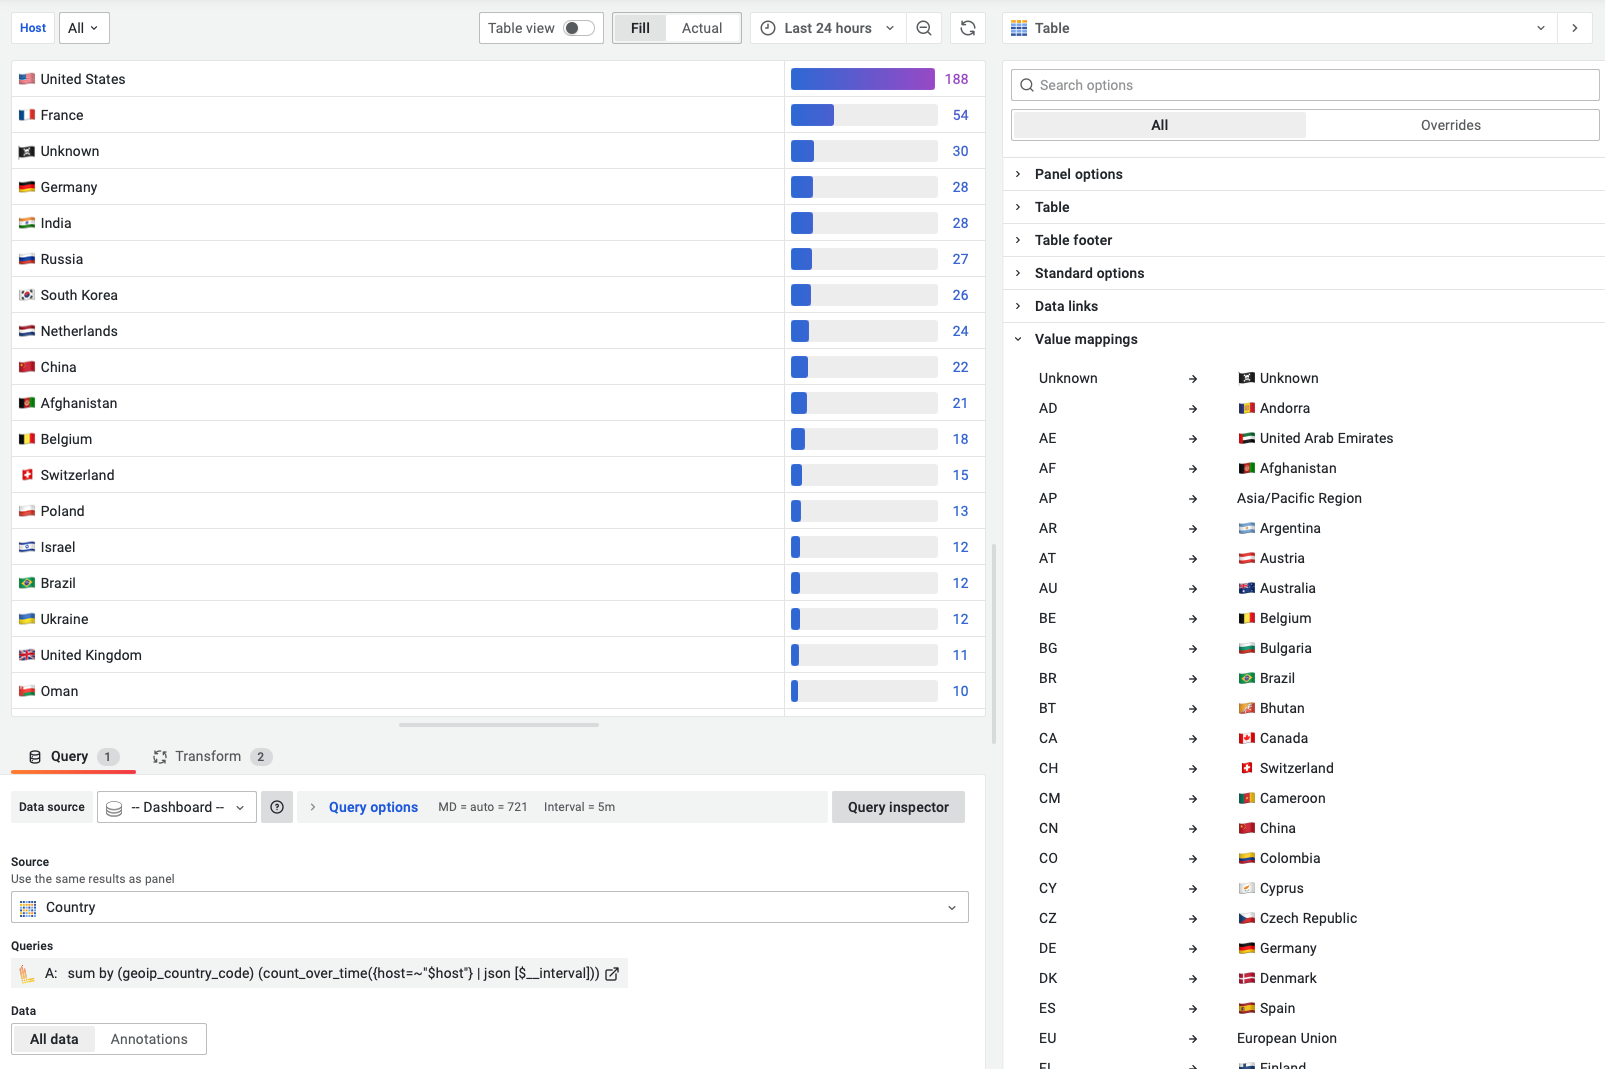 Host
All
Table view
Fill
Actual
Last 24 hours
Table
United States 188
France 54
Unknown 30
Germany 28
India 28
Russia 27
South Korea 26
Netherlands 24
China 22
Afghanistan 21
Belgium 18
Switzerland 15
Poland 13
Israel 12
Brazil 12
Ukraine 12
United Kingdom 11
Oman 10
Search options
All
Overrides
Panel options
Table
Table footer
Standard options
Data links
Value mappings
Unknown → Unknown
AD → Andorra
AE → United Arab Emirates
AF → Afghanistan
AP → Asia/Pacific Region
AR → Argentina
AT → Austria
AU → Australia
BE → Belgium
BG → Bulgaria
BR → Brazil
BT → Bhutan
CA → Canada
CH → Switzerland
CM → Cameroon
CN → China
CO → Colombia
CY → Cyprus
CZ → Czech Republic
DE → Germany
DK → Denmark
ES → Spain
EU → European Union
FI → Finland
Query 1
Transform 2
Data source
-- Dashboard --
Query options
MD = auto = 721
Interval = 5m
Query inspector
Source
Use the same results as panel
Country
Queries
A: sum by (geoip_country_code) (count_over_time({host=~"$host"} | json [$__interval]))
Data
All data
Annotations